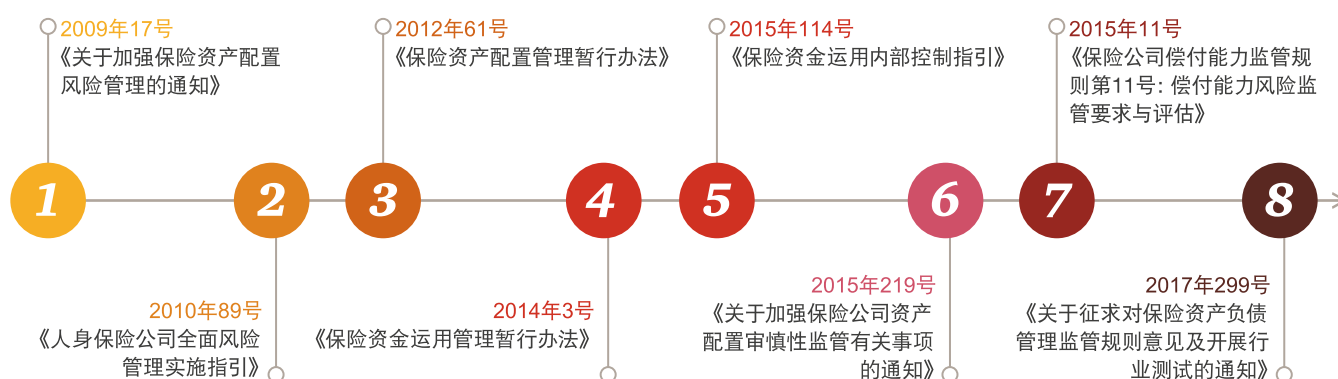 2009年17号
《关于加强保险资产配置
风险管理的通知》
2012年61号
《保险资产配置管理暂行办法》
2015年114号
《保险资金运用内部控制指引》
2015年11号
《保险公司偿付能力监管规
则第11号：偿付能力风险监
管要求与评估》
1
2
3
4
5
6
7
8
2010年89号
《人身保险公司全面风险
管理实施指引》
2014年3号
《保险资金运用管理暂行办法》
2015年219号
《关于加强保险公司资产
配置审慎性监管有关事项
的通知》
2017年299号
《关于征求对保险资产负债
管理监管规则意见及开展行
业测试的通知》